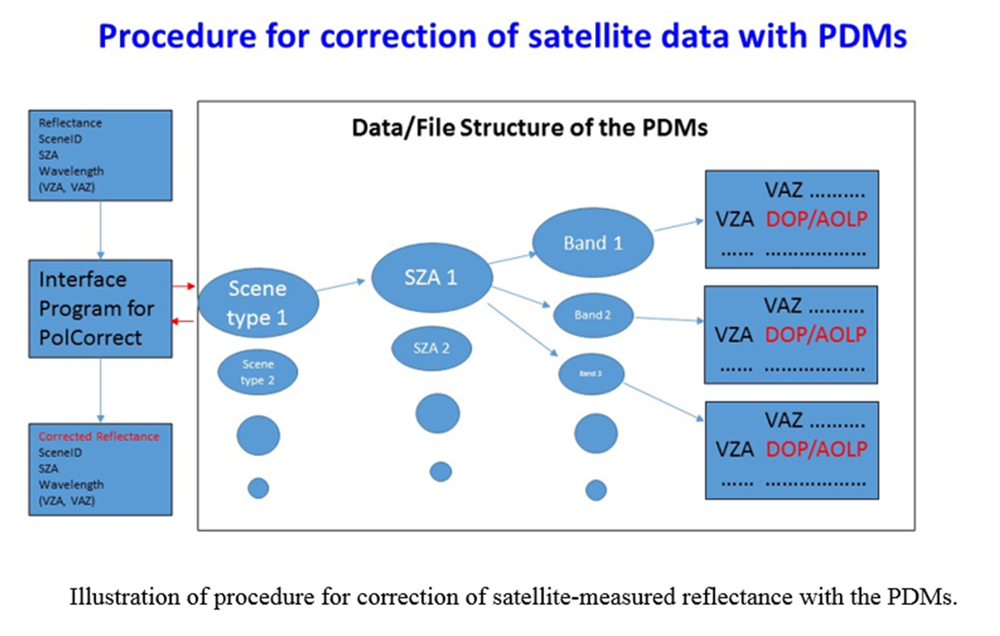 Procedure for correction of satellite data with PDMs
Data/File Structure of the PDMs
Reflectance
SceneID
SZA
Wavelength
(VZA, VAZ)
Interface
Program for
PolCorrect
Corrected Reflectance
SceneID
SZA
Wavelength
(VZA, VAZ)
Scene
type 1
Scene
type 2
SZA 1
SZA 2
Band 1
Band 2
Band 3
VAZ ..........
VZA DOP/AOLP
...... ..................
VAZ ..........
VZA DOP/AOLP
...... ..................
VAZ ..........
VZA DOP/AOLP
...... ..................
Illustration of procedure for correction of satellite-measured reflectance with the PDMs.